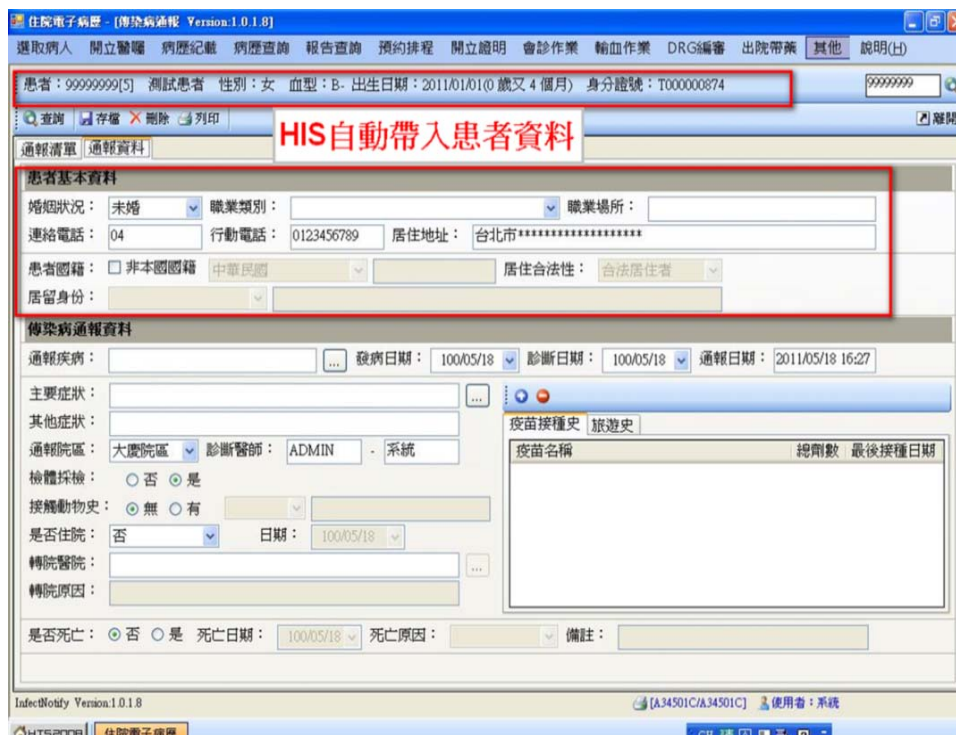 住院電子病歷 - [傳染病通報 Version:1.0.1.8]
選取病人 開立醫囑 病歷紀載 病歷查詢 報告查詢 預約排程 開立證明 會診作業 輸血作業 DRG編審 出院帶藥 其他 說明(H)
患者：99999999[5] 測試患者 性別：女 血型：B- 出生日期：2011/01/01(0 歲又 4 個月) 身分證號：T000000874 99999999
查詢 存檔 刪除 列印 離開
HIS自動帶入患者資料
通報清單 通報資料
患者基本資料
婚姻狀況： 未婚 職業類別： 職業場所：
連絡電話： 04 行動電話： 0123456789 居住地址： 台北市*******************
患者國籍： 非本國國籍 中華民國 居住合法性： 合法居住者
居留身份：
傳染病通報資料
通報疾病： ... 發病日期： 100/05/18 診斷日期： 100/05/18 通報日期： 2011/05/18 16:27
主要症狀： ...
其他症狀： 疫苗接種史 旅遊史
通報院區： 大慶院區 診斷醫師： ADMIN - 系統 疫苗名稱 總劑數 最後接種日期
檢體採檢： 否 是
接觸動物史： 無 有
是否住院： 否 日期： 100/05/18
轉院醫院： ...
轉院原因：
是否死亡： 否 是 死亡日期： 100/05/18 死亡原因： 備註：
InfectNotify Version:1.0.1.8 [A34501C/A34501C] 使用者：系統
住院電子病歷